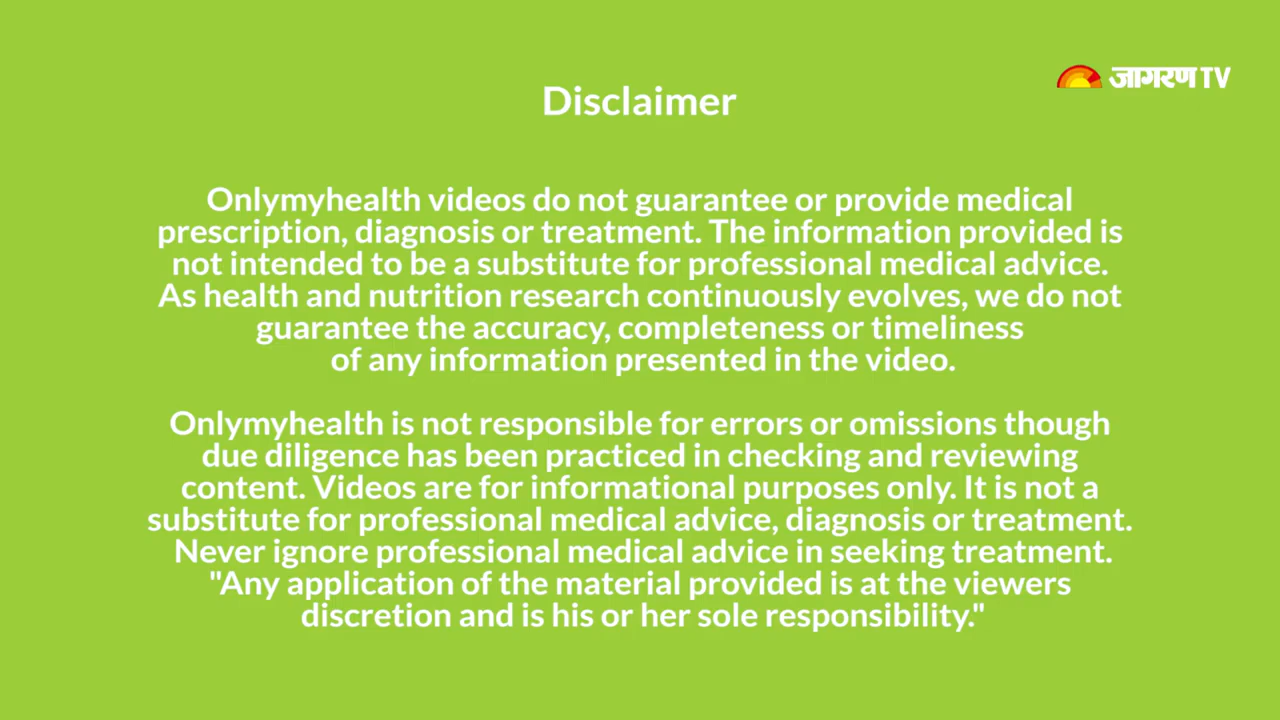 जागरण TV
Disclaimer
Onlymyhealth videos do not guarantee or provide medical
prescription, diagnosis or treatment. The information provided is
not intended to be a substitute for professional medical advice.
As health and nutrition research continuously evolves, we do not
guarantee the accuracy, completeness or timeliness
of any information presented in the video.
Onlymyhealth is not responsible for errors or omissions though
due diligence has been practiced in checking and reviewing
content. Videos are for informational purposes only. It is not a
substitute for professional medical advice, diagnosis or treatment.
Never ignore professional medical advice in seeking treatment.
"Any application of the material provided is at the viewers
discretion and is his or her sole responsibility."